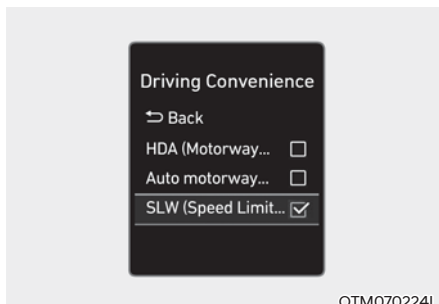 Driving Convenience
Back
HDA (Motorway...
Auto motorway...
SLW (Speed Limit...
OTM070224L